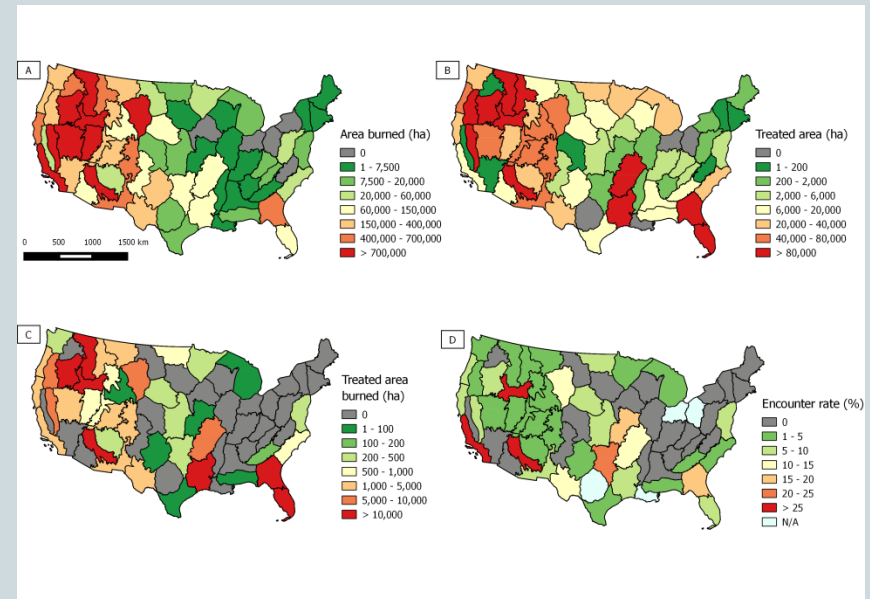 A
Area burned (ha)
0
1 - 7,500
7,500 - 20,000
20,000 - 60,000
60,000 - 150,000
150,000 - 400,000
400,000 - 700,000
> 700,000
0 500 1000 1500 km
B
Treated area (ha)
0
1 - 200
200 - 2,000
2,000 - 6,000
6,000 - 20,000
20,000 - 40,000
40,000 - 80,000
> 80,000
C
Treated area
burned (ha)
0
1 - 100
100 - 200
200 - 500
500 - 1,000
1,000 - 5,000
5,000 - 10,000
> 10,000
D
Encounter rate (%)
0
1 - 5
5 - 10
10 - 15
15 - 20
20 - 25
> 25
N/A